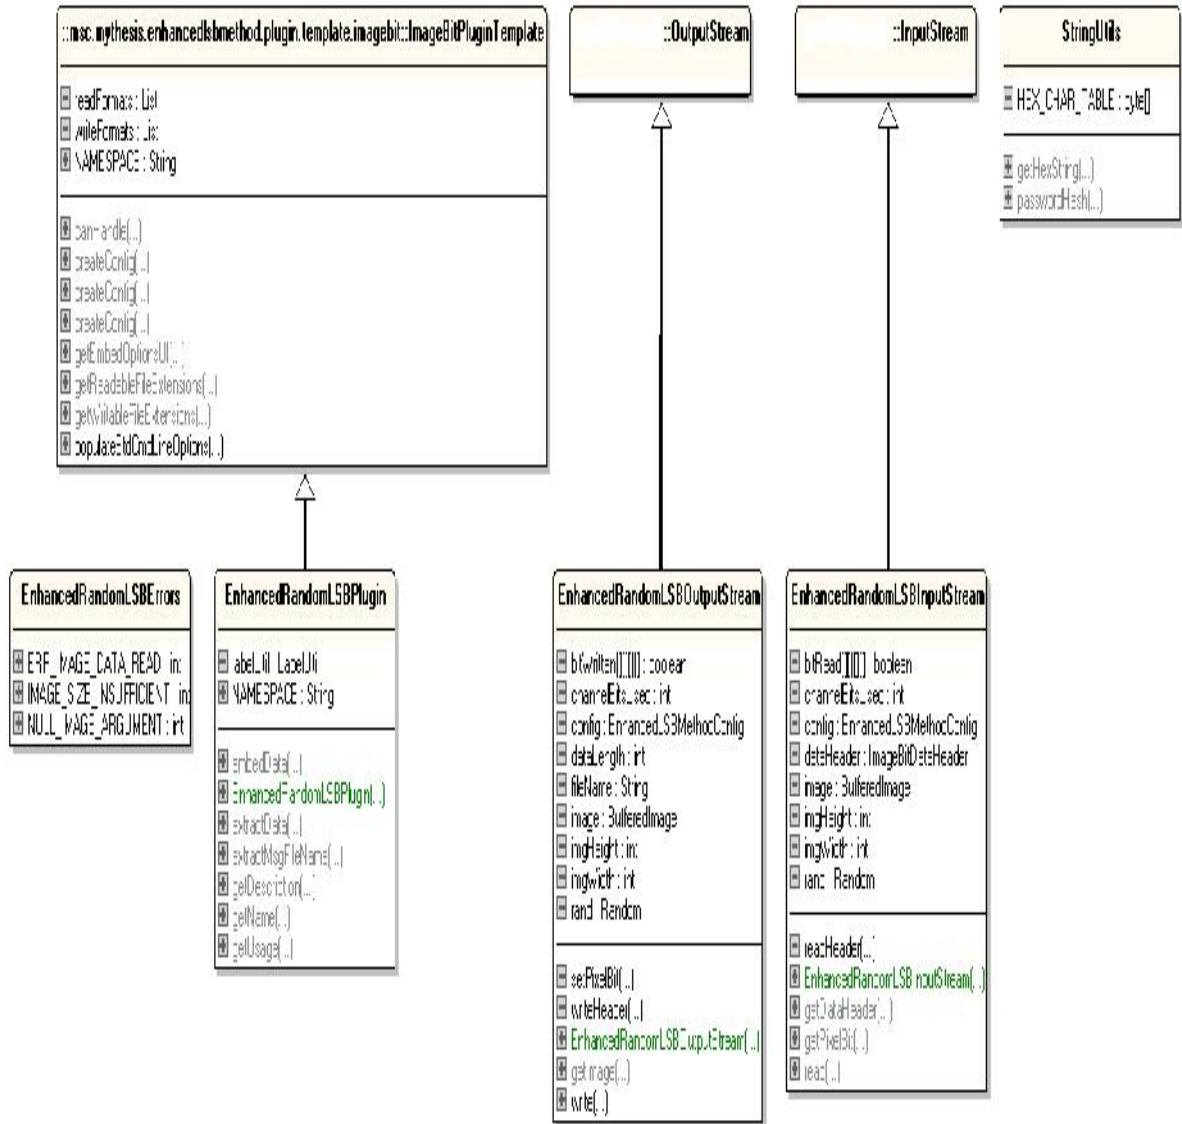 ::msc.mythesis.enhancedlsbmethod.plugin.template.imagebit::ImageBitPluginTemplate
readFormats : List
writeFormats : List
NAMESPACE : String
canHandle(...)
createConfig(...)
createConfig(...)
createConfig(...)
getEmbedOptionsUI(...)
getReadableFileExtensions(...)
getWritableFileExtensions(...)
populateStdCmdLineOptions(...)
::OutputStream
::InputStream
StringUtils
HEX_CHAR_TABLE : byte[]
getHexString(...)
passwordHash(...)
EnhancedRandomLSBErrors
ERR_IMAGE_DATA_READ : int
IMAGE_SIZE_INSUFFICIENT : int
NULL_IMAGE_ARGUMENT : int
EnhancedRandomLSBPlugin
labelUtil : LabelUtil
NAMESPACE : String
embedData(...)
EnhancedRandomLSBPlugin(...)
extractData(...)
extractMsgFileName(...)
getDescription(...)
getName(...)
getUsage(...)
EnhancedRandomLSBOutputStream
bitWritten[][][][] : boolean
channelBitsUsed : int
config : EnhancedLSBMethodConfig
dataLength : int
fileName : String
image : BufferedImage
imgHeight : int
imgWidth : int
rand : Random
setPixelBit(...)
writeHeader(...)
EnhancedRandomLSBOutputStream(...)
getImage(...)
write(...)
EnhancedRandomLSBInputStream
bitRead[][][][] : boolean
channelBitsUsed : int
config : EnhancedLSBMethodConfig
dataHeader : ImageBitDataHeader
image : BufferedImage
imgHeight : int
imgWidth : int
rand : Random
readHeader(...)
EnhancedRandomLSBInputStream(...)
getDataHeader(...)
getPixelBit(...)
read(...)